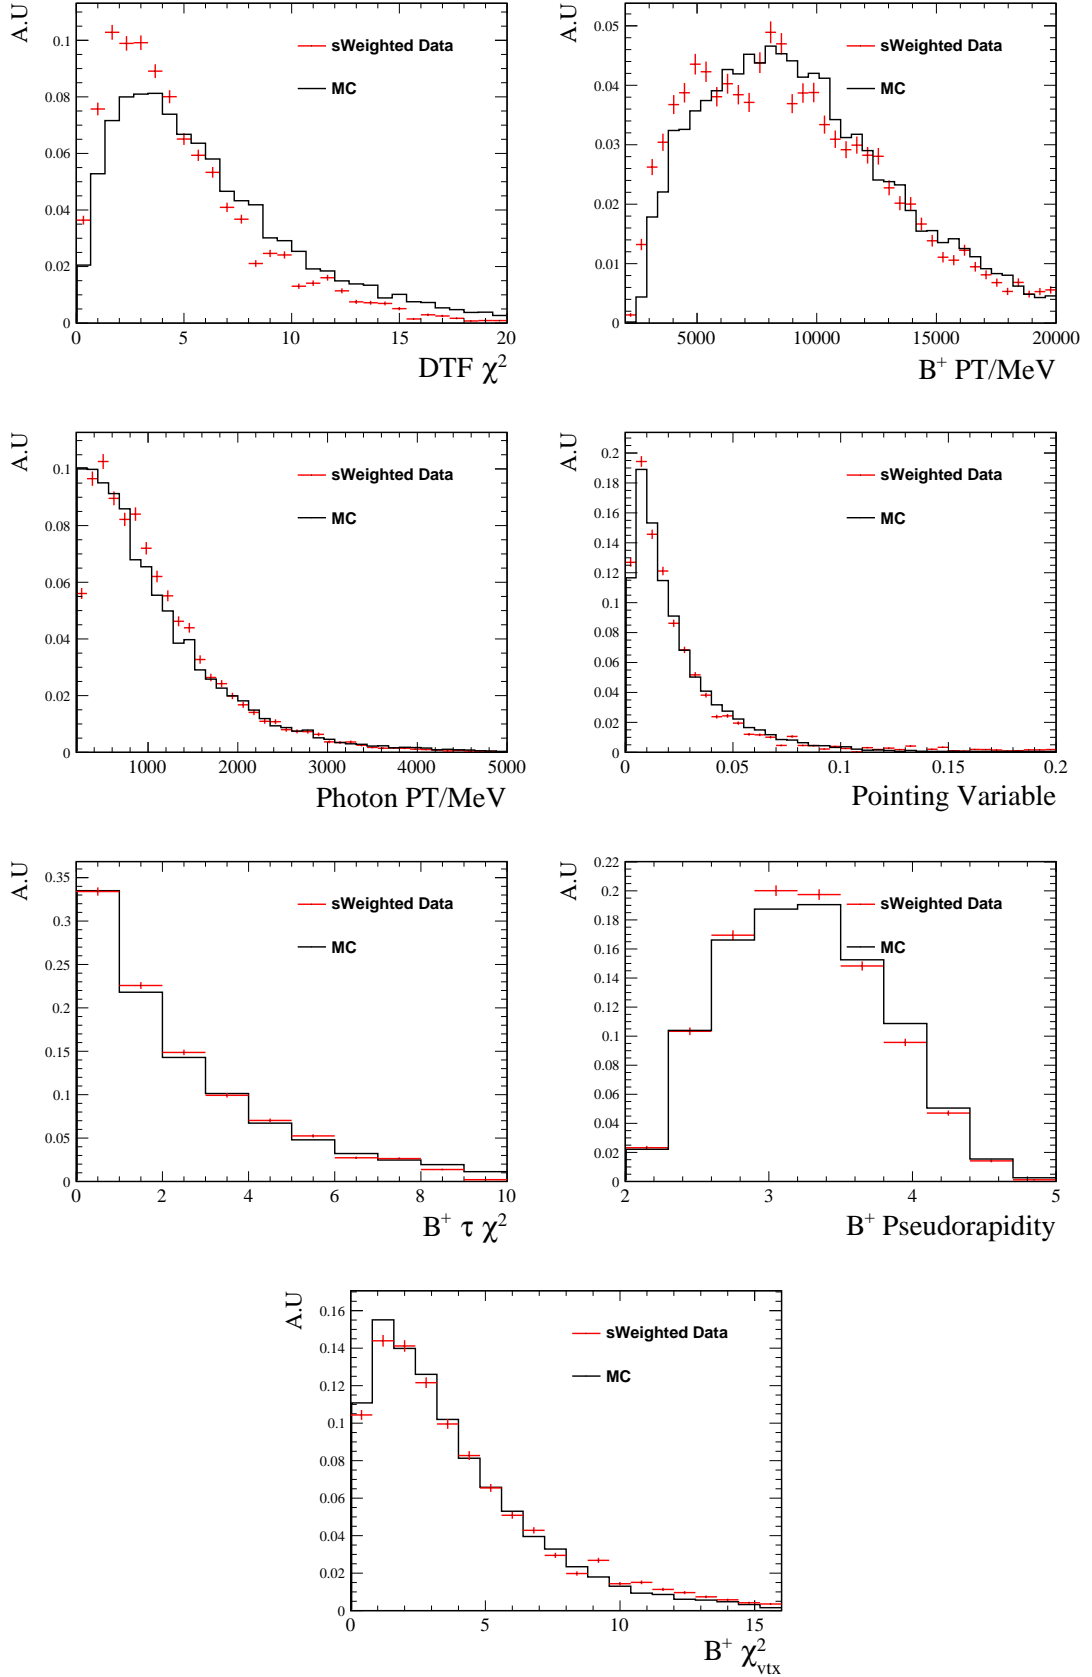 A.U
0.1
0.08
0.06
0.04
0.02
0
sWeighted Data
MC
0 5 10 15 20
DTF χ²
A.U
0.05
0.04
0.03
0.02
0.01
0
sWeighted Data
MC
5000 10000 15000 20000
B⁺ PT/MeV
A.U
0.1
0.08
0.06
0.04
0.02
0
sWeighted Data
MC
1000 2000 3000 4000 5000
Photon PT/MeV
A.U
0.2
0.18
0.16
0.14
0.12
0.1
0.08
0.06
0.04
0.02
0
sWeighted Data
MC
0 0.05 0.1 0.15 0.2
Pointing Variable
A.U
0.35
0.3
0.25
0.2
0.15
0.1
0.05
0
sWeighted Data
MC
0 2 4 6 8 10
B⁺ τ χ²
A.U
0.22
0.2
0.18
0.16
0.14
0.12
0.1
0.08
0.06
0.04
0.02
0
sWeighted Data
MC
2 3 4 5
B⁺ Pseudorapidity
A.U
0.16
0.14
0.12
0.1
0.08
0.06
0.04
0.02
0
sWeighted Data
MC
0 5 10 15
B⁺ χ²vtx